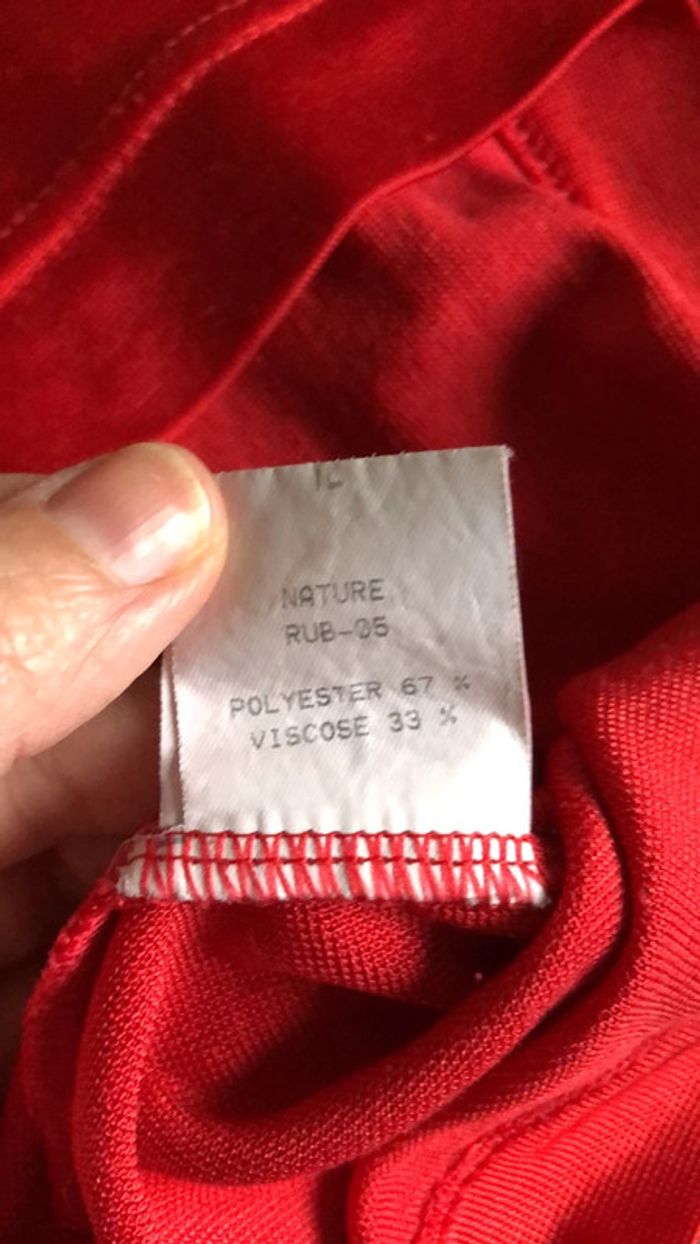 NATURE
RUB-05
POLYESTER 67 %
VISCOSE 33 %